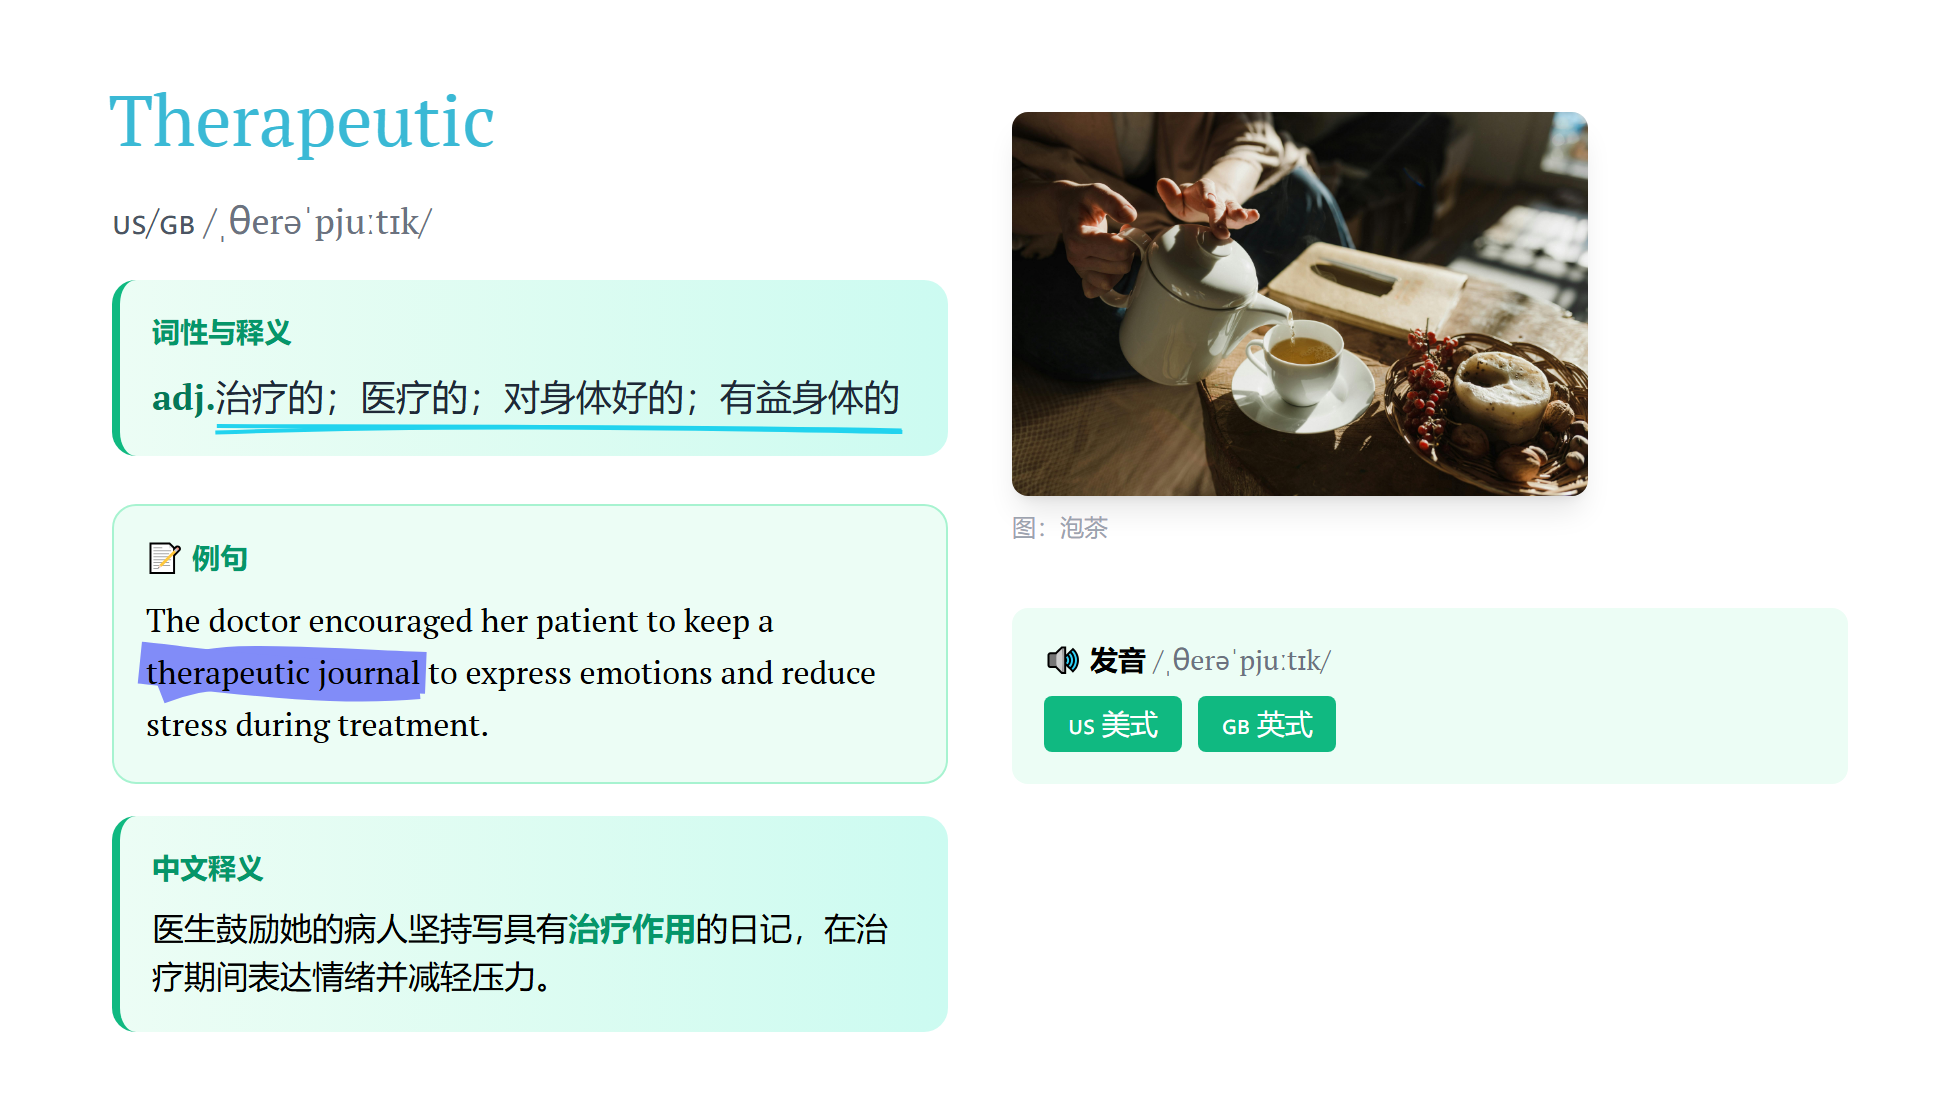 Therapeutic
US/GB /ˌθerəˈpjuːtɪk/
词性与释义
adj.治疗的；医疗的；对身体好的；有益身体的
📝 例句
The doctor encouraged her patient to keep a
therapeutic journal to express emotions and reduce
stress during treatment.
中文释义
医生鼓励她的病人坚持写具有治疗作用的日记，在治
疗期间表达情绪并减轻压力。
图：泡茶
🔊 发音 /ˌθerəˈpjuːtɪk/
US 美式
GB 英式